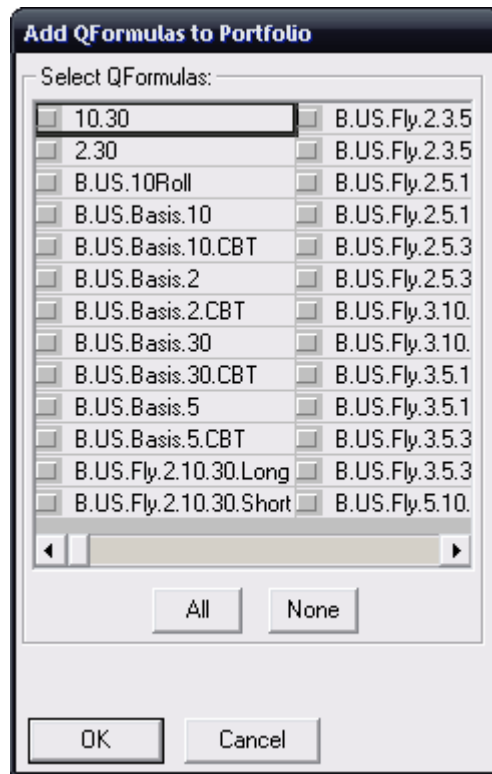 Add QFormulas to Portfolio
Select QFormulas:
10.30
2.30
B.US.10Roll
B.US.Basis.10
B.US.Basis.10.CBT
B.US.Basis.2
B.US.Basis.2.CBT
B.US.Basis.30
B.US.Basis.30.CBT
B.US.Basis.5
B.US.Basis.5.CBT
B.US.Fly.2.10.30.Long
B.US.Fly.2.10.30.Short
B.US.Fly.2.3.5
B.US.Fly.2.3.5
B.US.Fly.2.5.1
B.US.Fly.2.5.1
B.US.Fly.2.5.3
B.US.Fly.2.5.3
B.US.Fly.3.10.
B.US.Fly.3.10.
B.US.Fly.3.5.1
B.US.Fly.3.5.1
B.US.Fly.3.5.3
B.US.Fly.3.5.3
B.US.Fly.5.10.
All None
OK Cancel